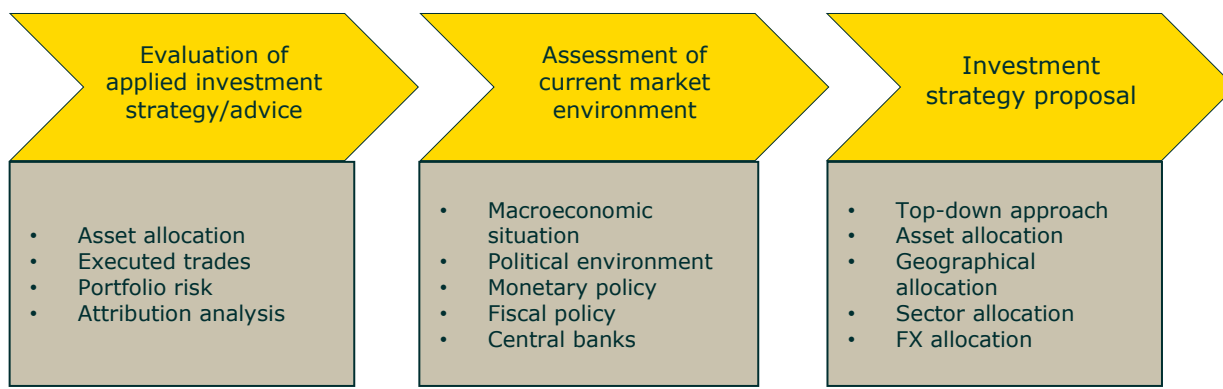 Evaluation of
applied investment
strategy/advice
• Asset allocation
• Executed trades
• Portfolio risk
• Attribution analysis
Assessment of
current market
environment
• Macroeconomic
situation
• Political environment
• Monetary policy
• Fiscal policy
• Central banks
Investment
strategy proposal
• Top-down approach
• Asset allocation
• Geographical
allocation
• Sector allocation
• FX allocation